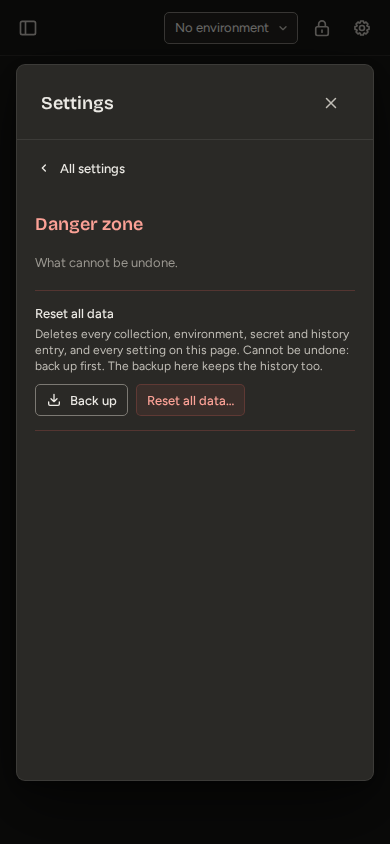 No environment
Settings
All settings
Danger zone
What cannot be undone.
Reset all data
Deletes every collection, environment, secret and history
entry, and every setting on this page. Cannot be undone:
back up first. The backup here keeps the history too.
Back up
Reset all data…